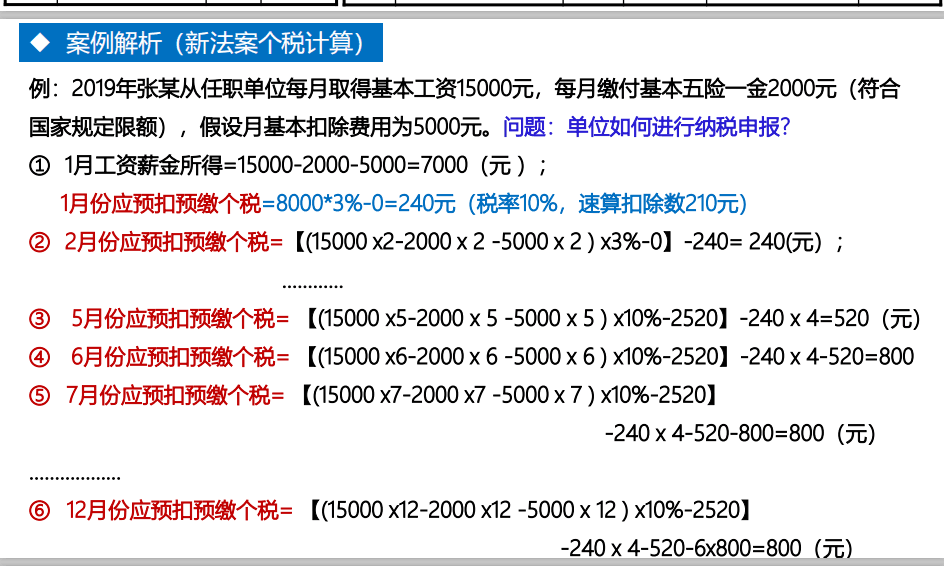 ◆ 案例解析（新法案个税计算）
例：2019年张某从任职单位每月取得基本工资15000元，每月缴付基本五险一金2000元（符合
国家规定限额），假设月基本扣除费用为5000元。问题：单位如何进行纳税申报？
① 1月工资薪金所得=15000-2000-5000=7000（元 ）；
1月份应预扣预缴个税=8000*3%-0=240元（税率10%，速算扣除数210元）
② 2月份应预扣预缴个税=【(15000 x2-2000 x 2 -5000 x 2 ) x3%-0】-240= 240(元）；
............
③ 5月份应预扣预缴个税= 【(15000 x5-2000 x 5 -5000 x 5 ) x10%-2520】-240 x 4=520（元)
④ 6月份应预扣预缴个税= 【(15000 x6-2000 x 6 -5000 x 6 ) x10%-2520】-240 x 4-520=800
⑤ 7月份应预扣预缴个税= 【(15000 x7-2000 x7 -5000 x 7 ) x10%-2520】
-240 x 4-520-800=800（元）
..................
⑥ 12月份应预扣预缴个税= 【(15000 x12-2000 x12 -5000 x 12 ) x10%-2520】
-240 x 4-520-6x800=800（元）